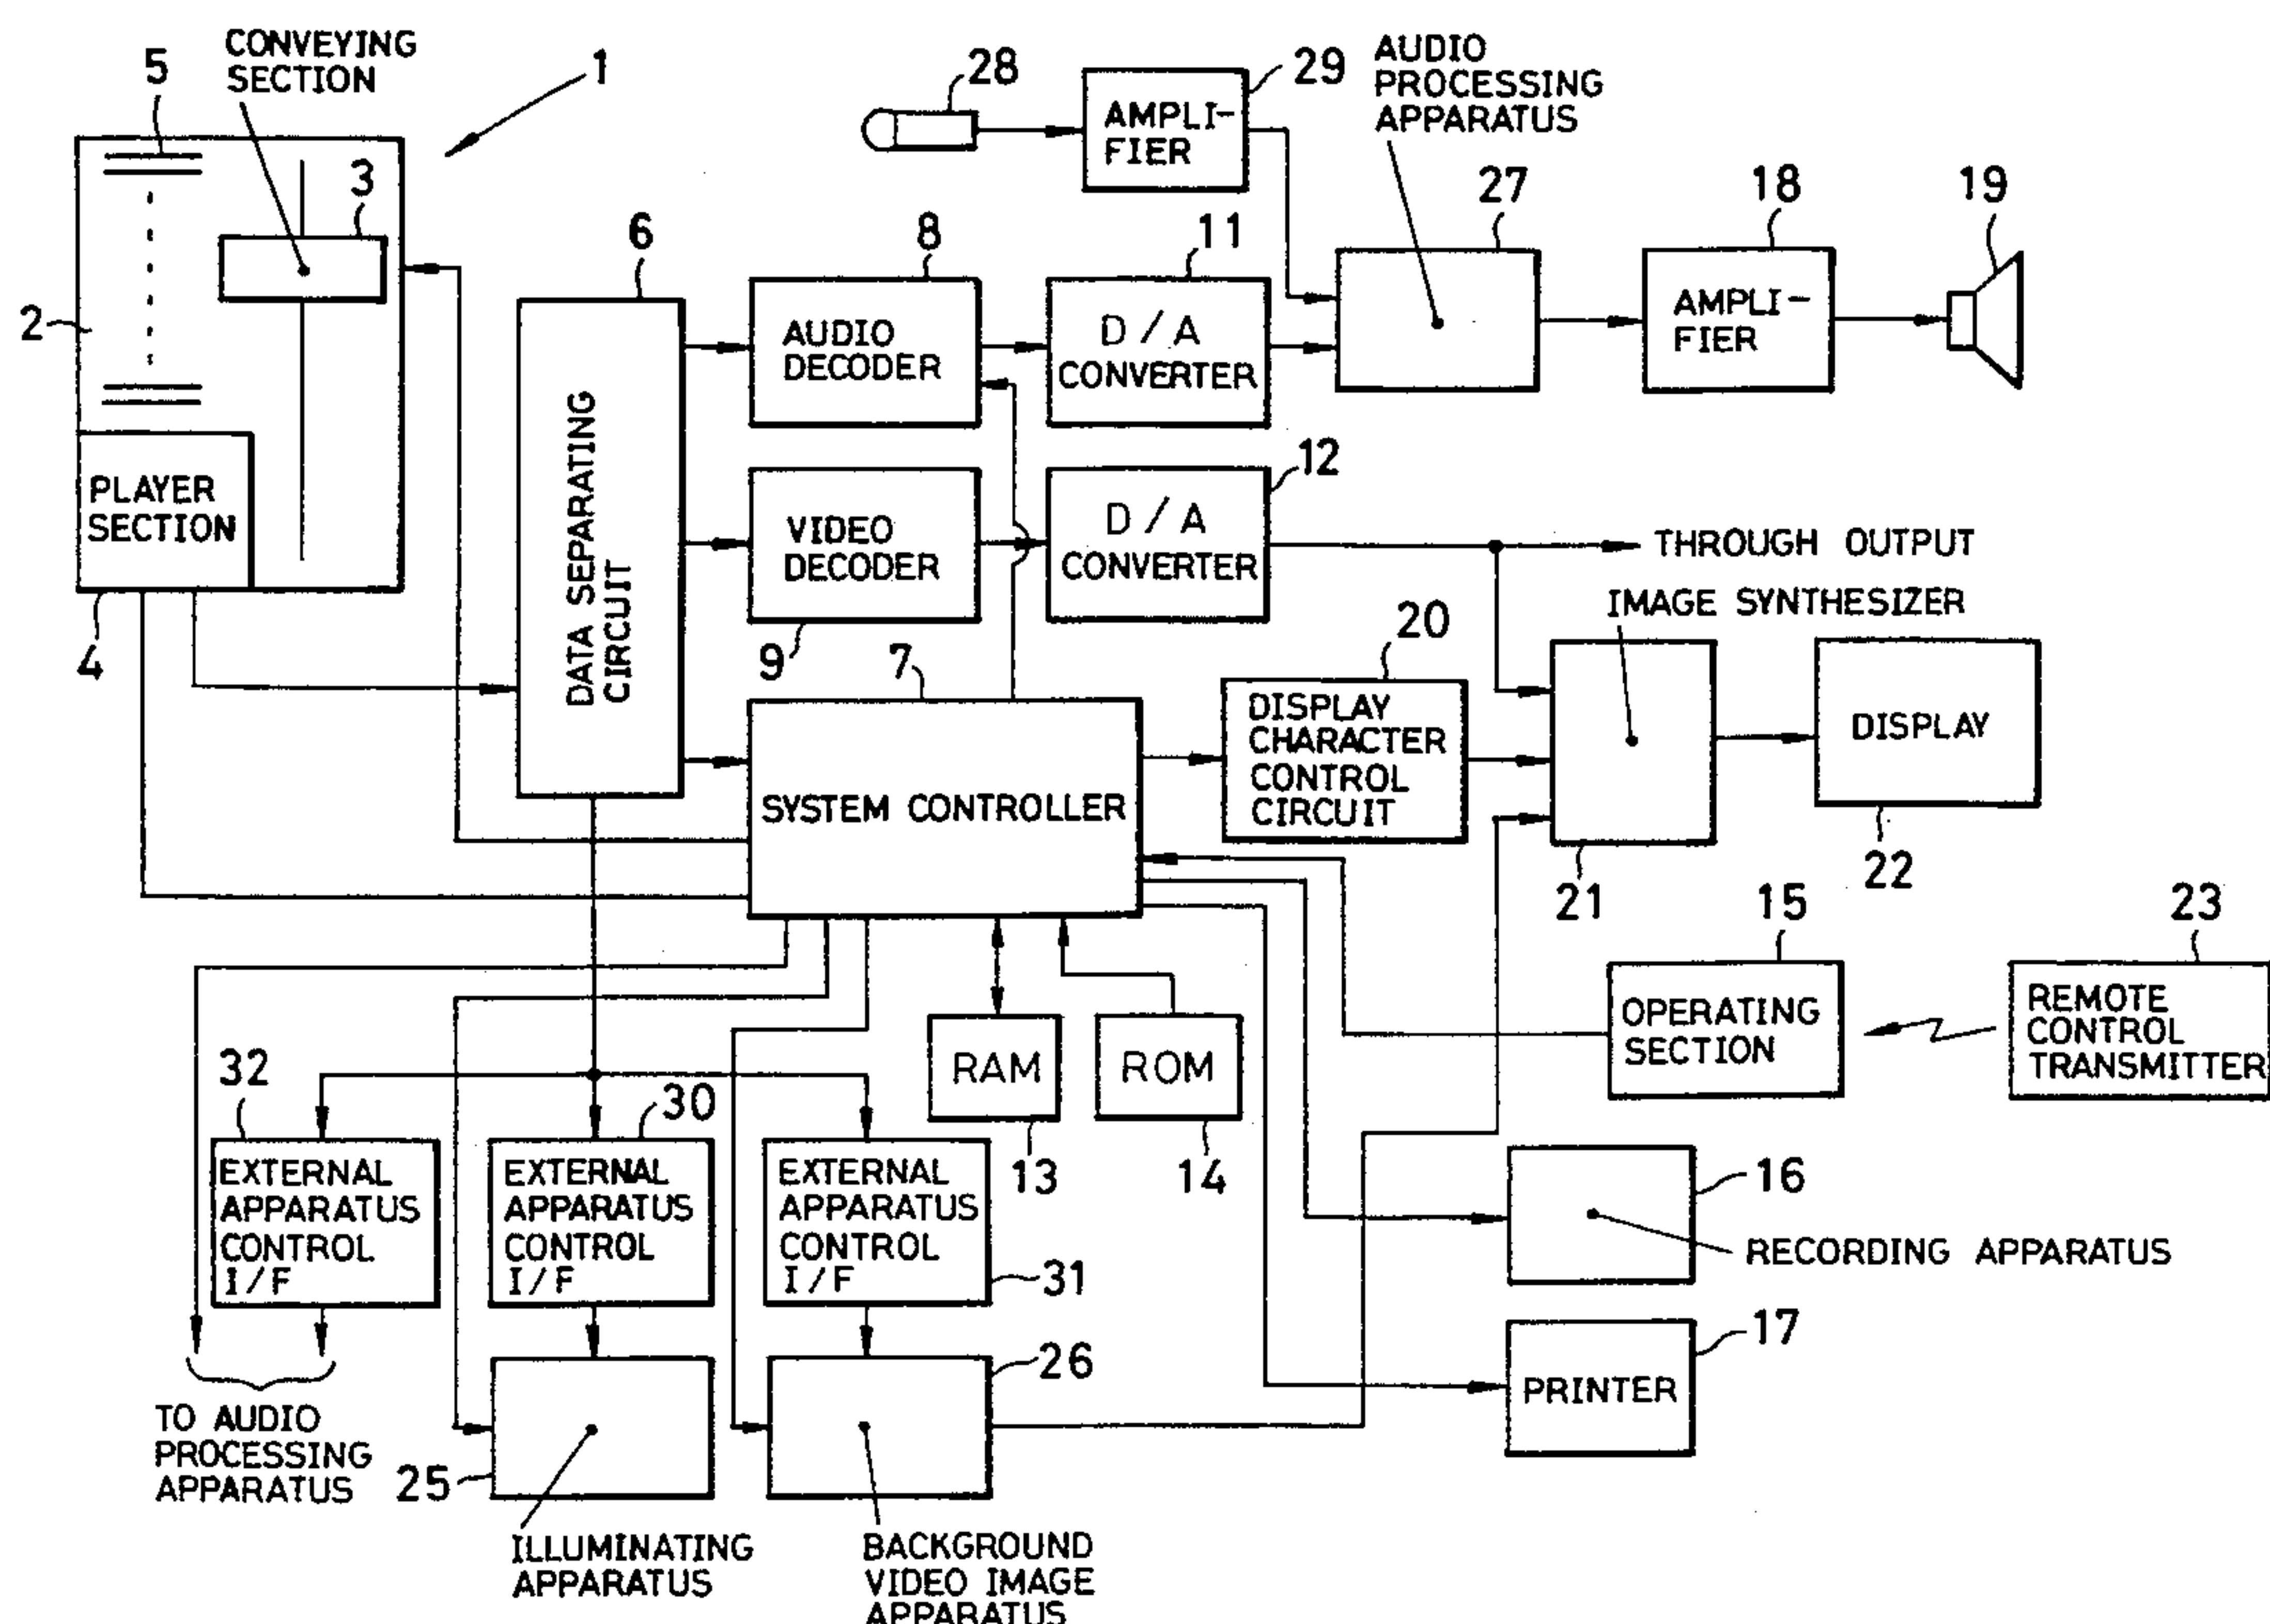 CONVEYING
SECTION
5
1
3
2
PLAYER
SECTION
4
28
29
AMPLI-
FIER
AUDIO
PROCESSING
APPARATUS
27
18
19
AMPLI-
FIER
6
DATA SEPARATING
CIRCUIT
8
AUDIO
DECODER
11
D/A
CONVERTER
VIDEO
DECODER
9
12
D/A
CONVERTER
THROUGH OUTPUT
IMAGE SYNTHESIZER
7
SYSTEM CONTROLLER
20
DISPLAY
CHARACTER
CONTROL
CIRCUIT
21
DISPLAY
22
15
OPERATING
SECTION
23
REMOTE
CONTROL
TRANSMITTER
RAM
13
ROM
14
32
EXTERNAL
APPARATUS
CONTROL
I/F
30
EXTERNAL
APPARATUS
CONTROL
I/F
EXTERNAL
APPARATUS
CONTROL
I/F
31
16
RECORDING APPARATUS
17
PRINTER
TO AUDIO
PROCESSING
APPARATUS
25
ILLUMINATING
APPARATUS
26
BACKGROUND
VIDEO IMAGE
APPARATUS